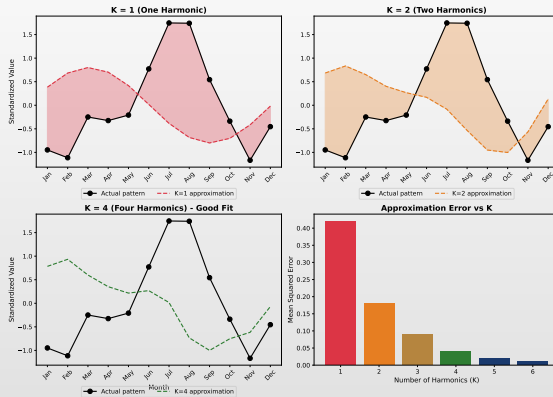 K = 1 (One Harmonic)
Standardized Value
1.5
1.0
0.5
0.0
−0.5
−1.0
Jan Feb Mar Apr May Jun Jul Aug Sep Oct Nov Dec
Actual pattern K=1 approximation
K = 2 (Two Harmonics)
1.5
1.0
0.5
0.0
−0.5
−1.0
Jan Feb Mar Apr May Jun Jul Aug Sep Oct Nov Dec
Actual pattern K=2 approximation
K = 4 (Four Harmonics) - Good Fit
Standardized Value
1.5
1.0
0.5
0.0
−0.5
−1.0
Jan Feb Mar Apr May Jun Jul Aug Sep Oct Nov Dec
Month
Actual pattern K=4 approximation
Approximation Error vs K
Mean Squared Error
0.40
0.35
0.30
0.25
0.20
0.15
0.10
0.05
0.00
1 2 3 4 5 6
Number of Harmonics (K)